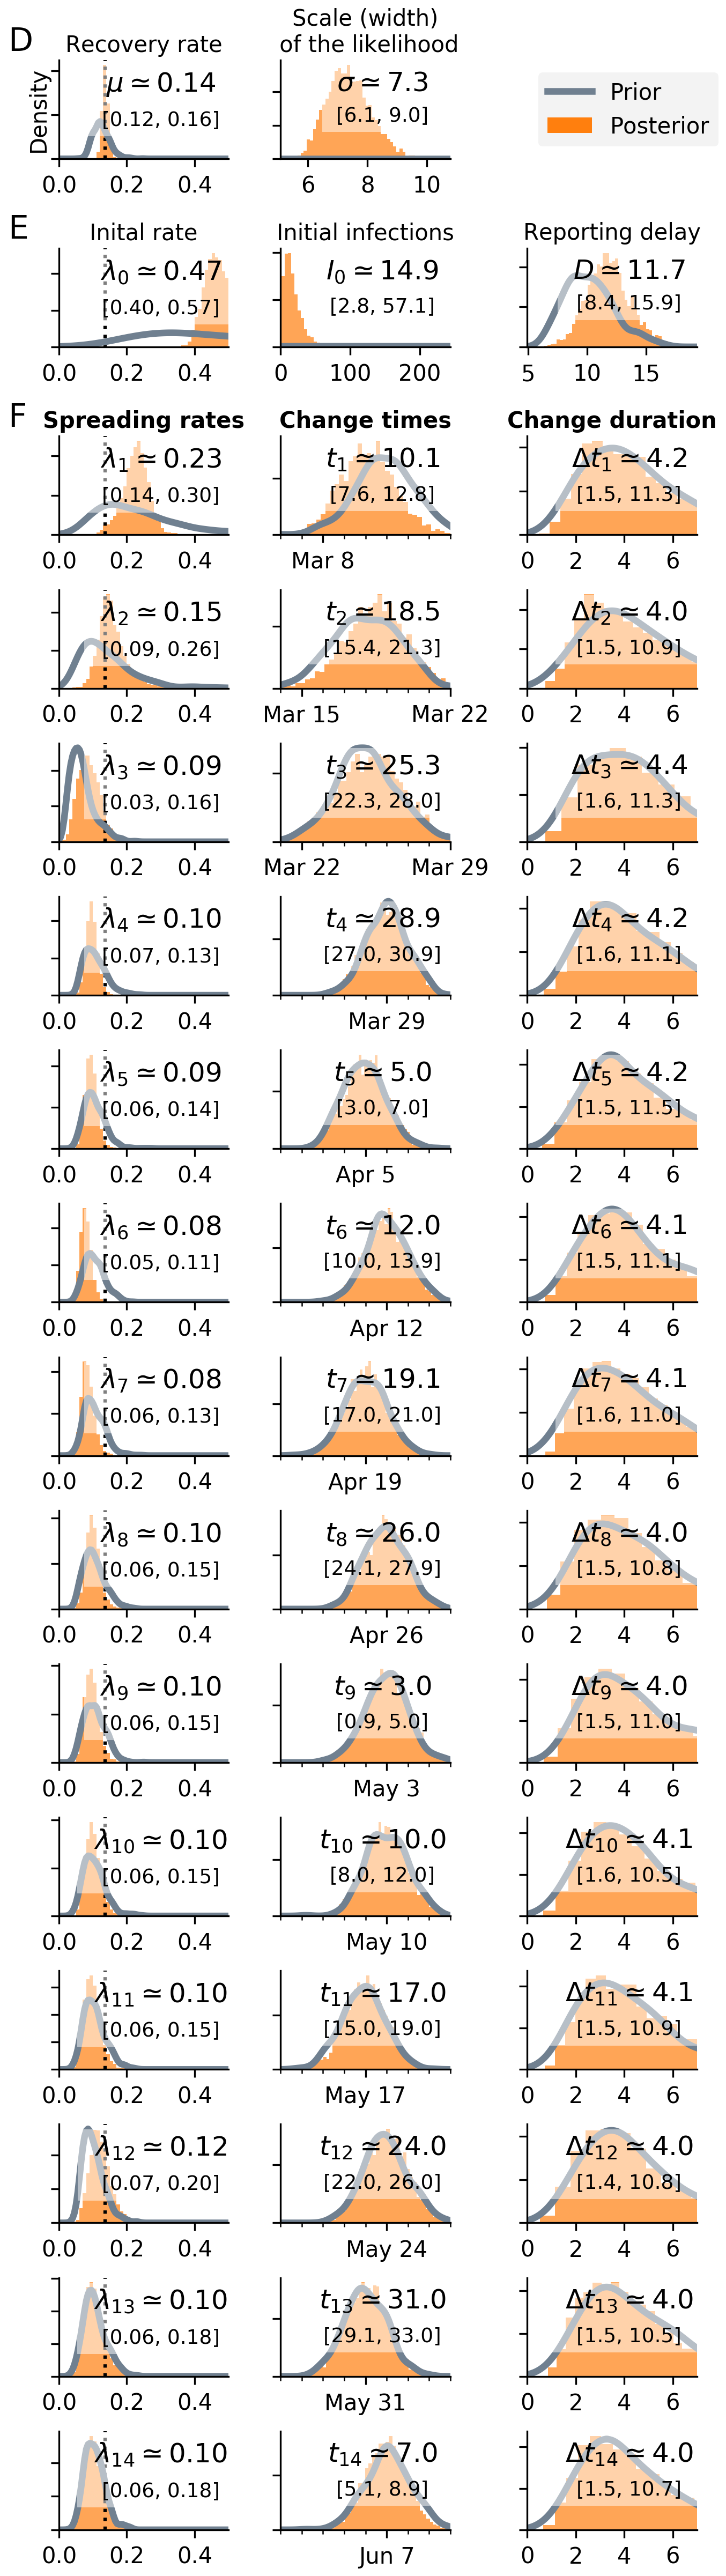 D
Recovery rate
Scale (width)
of the likelihood
Density
μ ≃ 0.14
[0.12, 0.16]
σ ≃ 7.3
[6.1, 9.0]
Prior
Posterior
0.0 0.2 0.4
6 8 10
E
Inital rate
Initial infections
Reporting delay
λ0 ≃ 0.47
[0.40, 0.57]
I0 ≃ 14.9
[2.8, 57.1]
D ≃ 11.7
[8.4, 15.9]
0.0 0.2 0.4
0 100 200
5 10 15
F
Spreading rates
Change times
Change duration
λ1 ≃ 0.23
[0.14, 0.30]
t1 ≃ 10.1
[7.6, 12.8]
Δt1 ≃ 4.2
[1.5, 11.3]
0.0 0.2 0.4
Mar 8
0 2 4 6
λ2 ≃ 0.15
[0.09, 0.26]
t2 ≃ 18.5
[15.4, 21.3]
Δt2 ≃ 4.0
[1.5, 10.9]
0.0 0.2 0.4
Mar 15 Mar 22
0 2 4 6
λ3 ≃ 0.09
[0.03, 0.16]
t3 ≃ 25.3
[22.3, 28.0]
Δt3 ≃ 4.4
[1.6, 11.3]
0.0 0.2 0.4
Mar 22 Mar 29
0 2 4 6
λ4 ≃ 0.10
[0.07, 0.13]
t4 ≃ 28.9
[27.0, 30.9]
Δt4 ≃ 4.2
[1.6, 11.1]
0.0 0.2 0.4
Mar 29
0 2 4 6
λ5 ≃ 0.09
[0.06, 0.14]
t5 ≃ 5.0
[3.0, 7.0]
Δt5 ≃ 4.2
[1.5, 11.5]
0.0 0.2 0.4
Apr 5
0 2 4 6
λ6 ≃ 0.08
[0.05, 0.11]
t6 ≃ 12.0
[10.0, 13.9]
Δt6 ≃ 4.1
[1.5, 11.1]
0.0 0.2 0.4
Apr 12
0 2 4 6
λ7 ≃ 0.08
[0.06, 0.13]
t7 ≃ 19.1
[17.0, 21.0]
Δt7 ≃ 4.1
[1.6, 11.0]
0.0 0.2 0.4
Apr 19
0 2 4 6
λ8 ≃ 0.10
[0.06, 0.15]
t8 ≃ 26.0
[24.1, 27.9]
Δt8 ≃ 4.0
[1.5, 10.8]
0.0 0.2 0.4
Apr 26
0 2 4 6
λ9 ≃ 0.10
[0.06, 0.15]
t9 ≃ 3.0
[0.9, 5.0]
Δt9 ≃ 4.0
[1.5, 11.0]
0.0 0.2 0.4
May 3
0 2 4 6
λ10 ≃ 0.10
[0.06, 0.15]
t10 ≃ 10.0
[8.0, 12.0]
Δt10 ≃ 4.1
[1.6, 10.5]
0.0 0.2 0.4
May 10
0 2 4 6
λ11 ≃ 0.10
[0.06, 0.15]
t11 ≃ 17.0
[15.0, 19.0]
Δt11 ≃ 4.1
[1.5, 10.9]
0.0 0.2 0.4
May 17
0 2 4 6
λ12 ≃ 0.12
[0.07, 0.20]
t12 ≃ 24.0
[22.0, 26.0]
Δt12 ≃ 4.0
[1.4, 10.8]
0.0 0.2 0.4
May 24
0 2 4 6
λ13 ≃ 0.10
[0.06, 0.18]
t13 ≃ 31.0
[29.1, 33.0]
Δt13 ≃ 4.0
[1.5, 10.5]
0.0 0.2 0.4
May 31
0 2 4 6
λ14 ≃ 0.10
[0.06, 0.18]
t14 ≃ 7.0
[5.1, 8.9]
Δt14 ≃ 4.0
[1.5, 10.7]
0.0 0.2 0.4
Jun 7
0 2 4 6